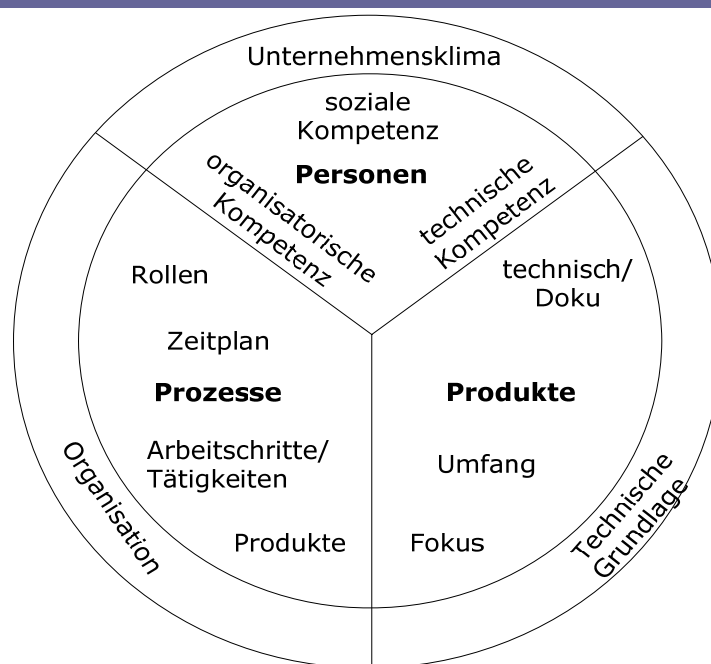 Unternehmensklima
soziale
Kompetenz
Personen
organisatorische
Kompetenz
technische
Kompetenz
Rollen
Zeitplan
Prozesse
Arbeitschritte/
Tätigkeiten
Produkte
technisch/
Doku
Produkte
Umfang
Fokus
Organisation
Technische
Grundlage